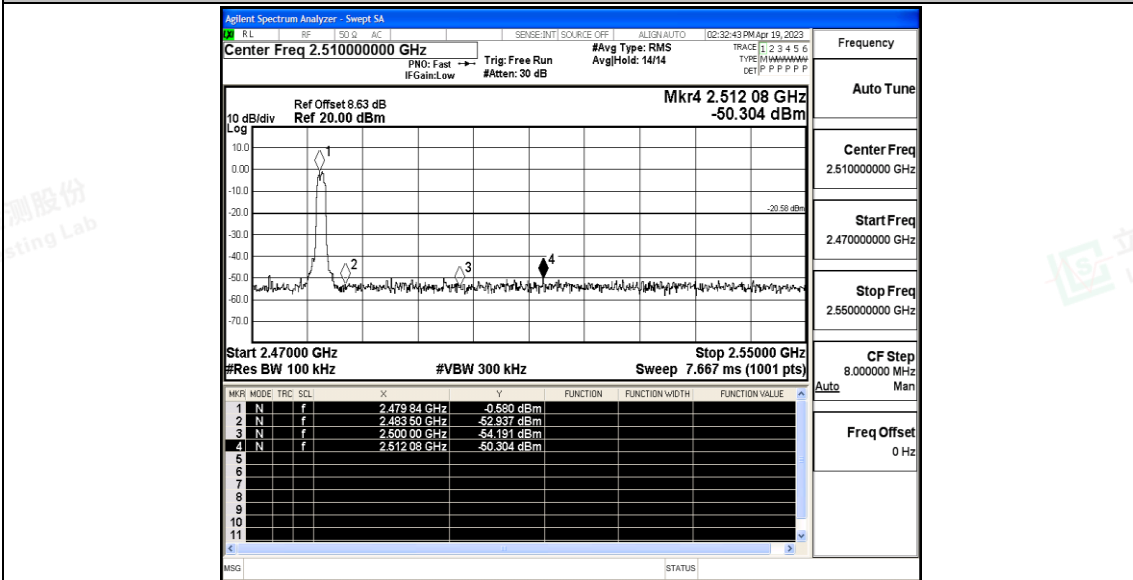 Agilent Spectrum Analyzer - Swept SA
RL RF 50 Ω AC SENSE:INT SOURCE OFF ALIGN AUTO 02:32:43 PM Apr 19, 2023
Center Freq 2.510000000 GHz
PNO: Fast
IFGain:Low
Trig: Free Run
#Atten: 30 dB
#Avg Type: RMS
Avg|Hold: 14/14
TRACE 1 2 3 4 5 6
TYPE M
DET P P P P P P
Ref Offset 8.63 dB
Ref 20.00 dBm
10 dB/div
Log
Mkr4 2.512 08 GHz
-50.304 dBm
10.0
0.00
-10.0
-20.0
-30.0
-40.0
-50.0
-60.0
-70.0
1
2
3
4
-20.58 dBm
Start 2.47000 GHz Stop 2.55000 GHz
#Res BW 100 kHz #VBW 300 kHz Sweep 7.667 ms (1001 pts)
MKR MODE TRC SCL X Y FUNCTION FUNCTION WIDTH FUNCTION VALUE
1 N f 2.479 84 GHz -0.580 dBm
2 N f 2.483 50 GHz -52.937 dBm
3 N f 2.500 00 GHz -54.191 dBm
4 N f 2.512 08 GHz -50.304 dBm
5
6
7
8
9
10
11
MSG STATUS
Frequency
Auto Tune
Center Freq
2.510000000 GHz
Start Freq
2.470000000 GHz
Stop Freq
2.550000000 GHz
CF Step
8.000000 MHz
Auto Man
Freq Offset
0 Hz
测股份
sting Lab
立